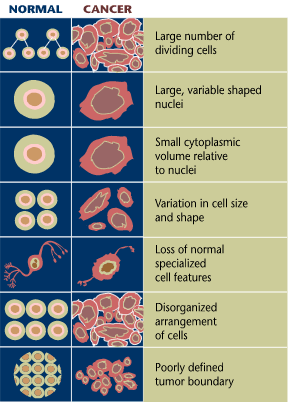 NORMAL CANCER
Large number of
dividing cells
Large, variable shaped
nuclei
Small cytoplasmic
volume relative
to nuclei
Variation in cell size
and shape
Loss of normal
specialized
cell features
Disorganized
arrangement
of cells
Poorly defined
tumor boundary